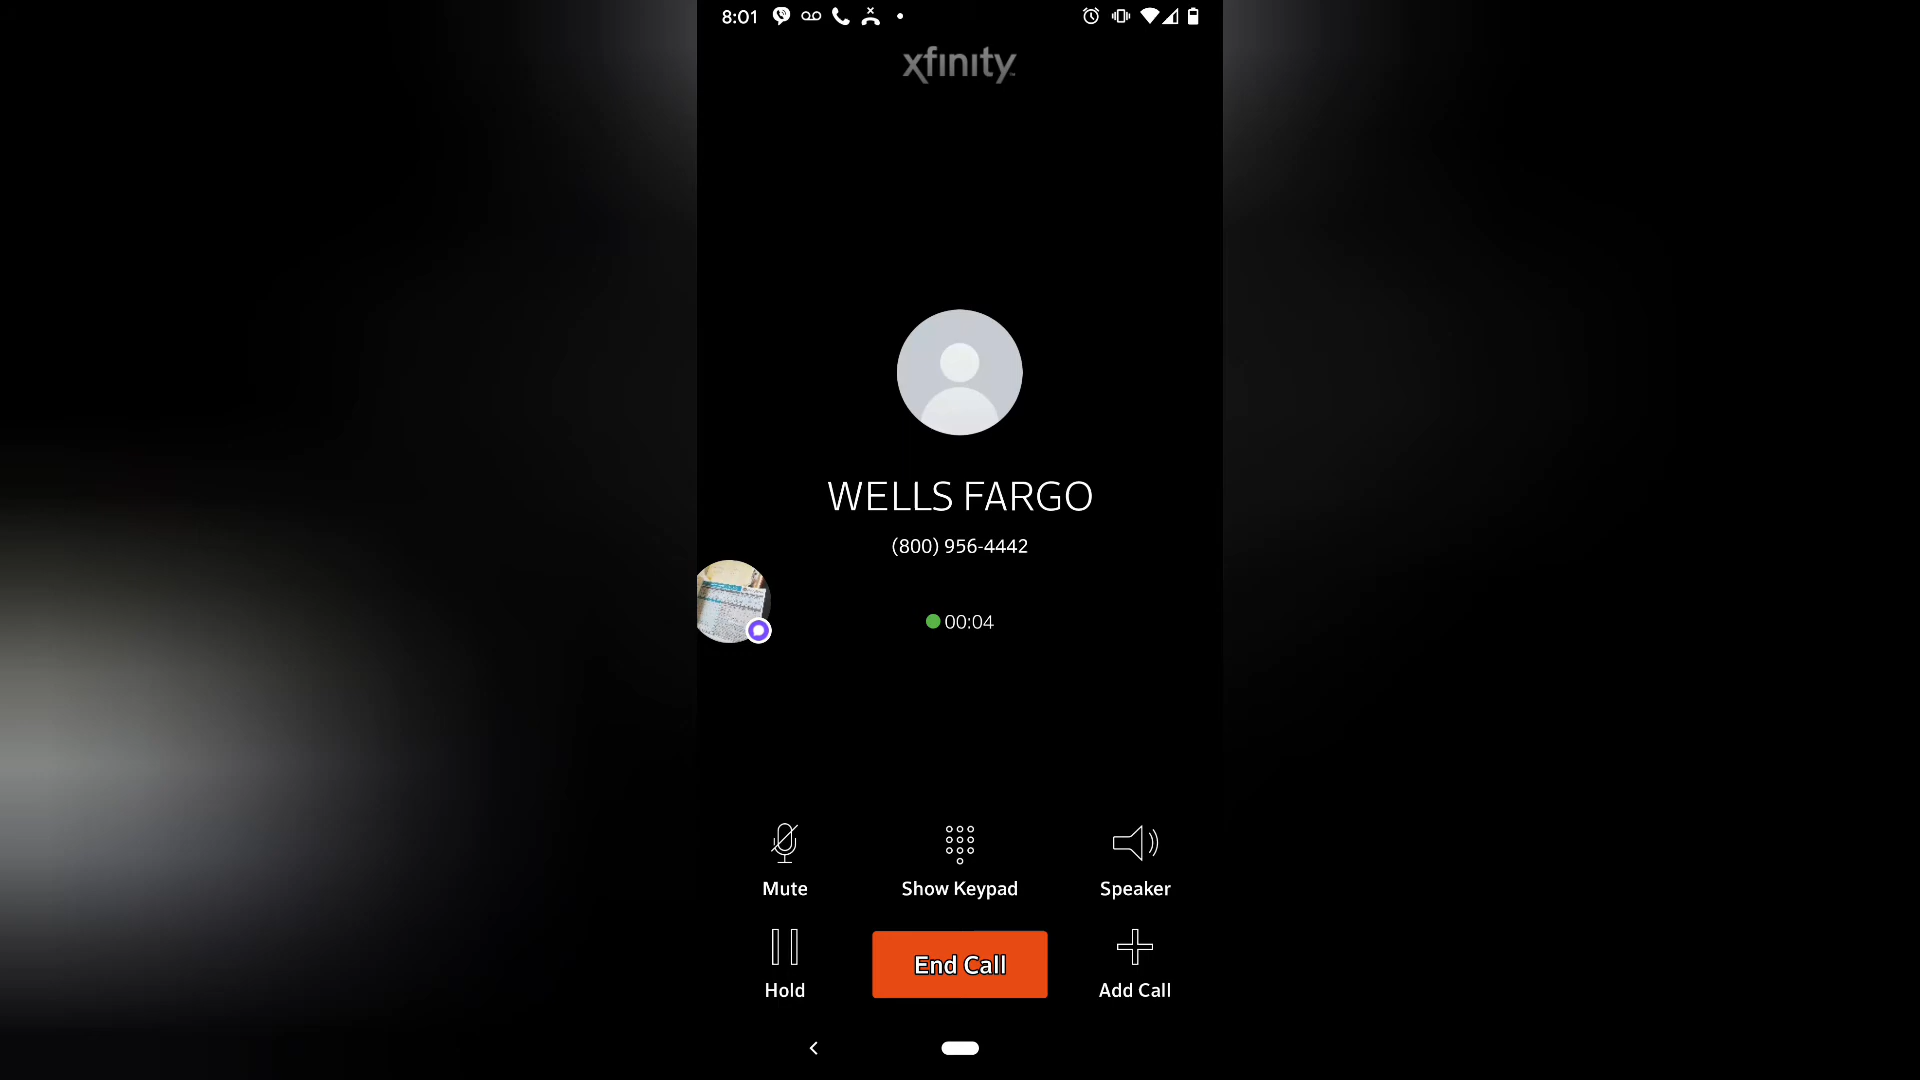 8:01
xfinity
WELLS FARGO
(800) 956-4442
00:04
Mute
Show Keypad
Speaker
Hold
End Call
Add Call